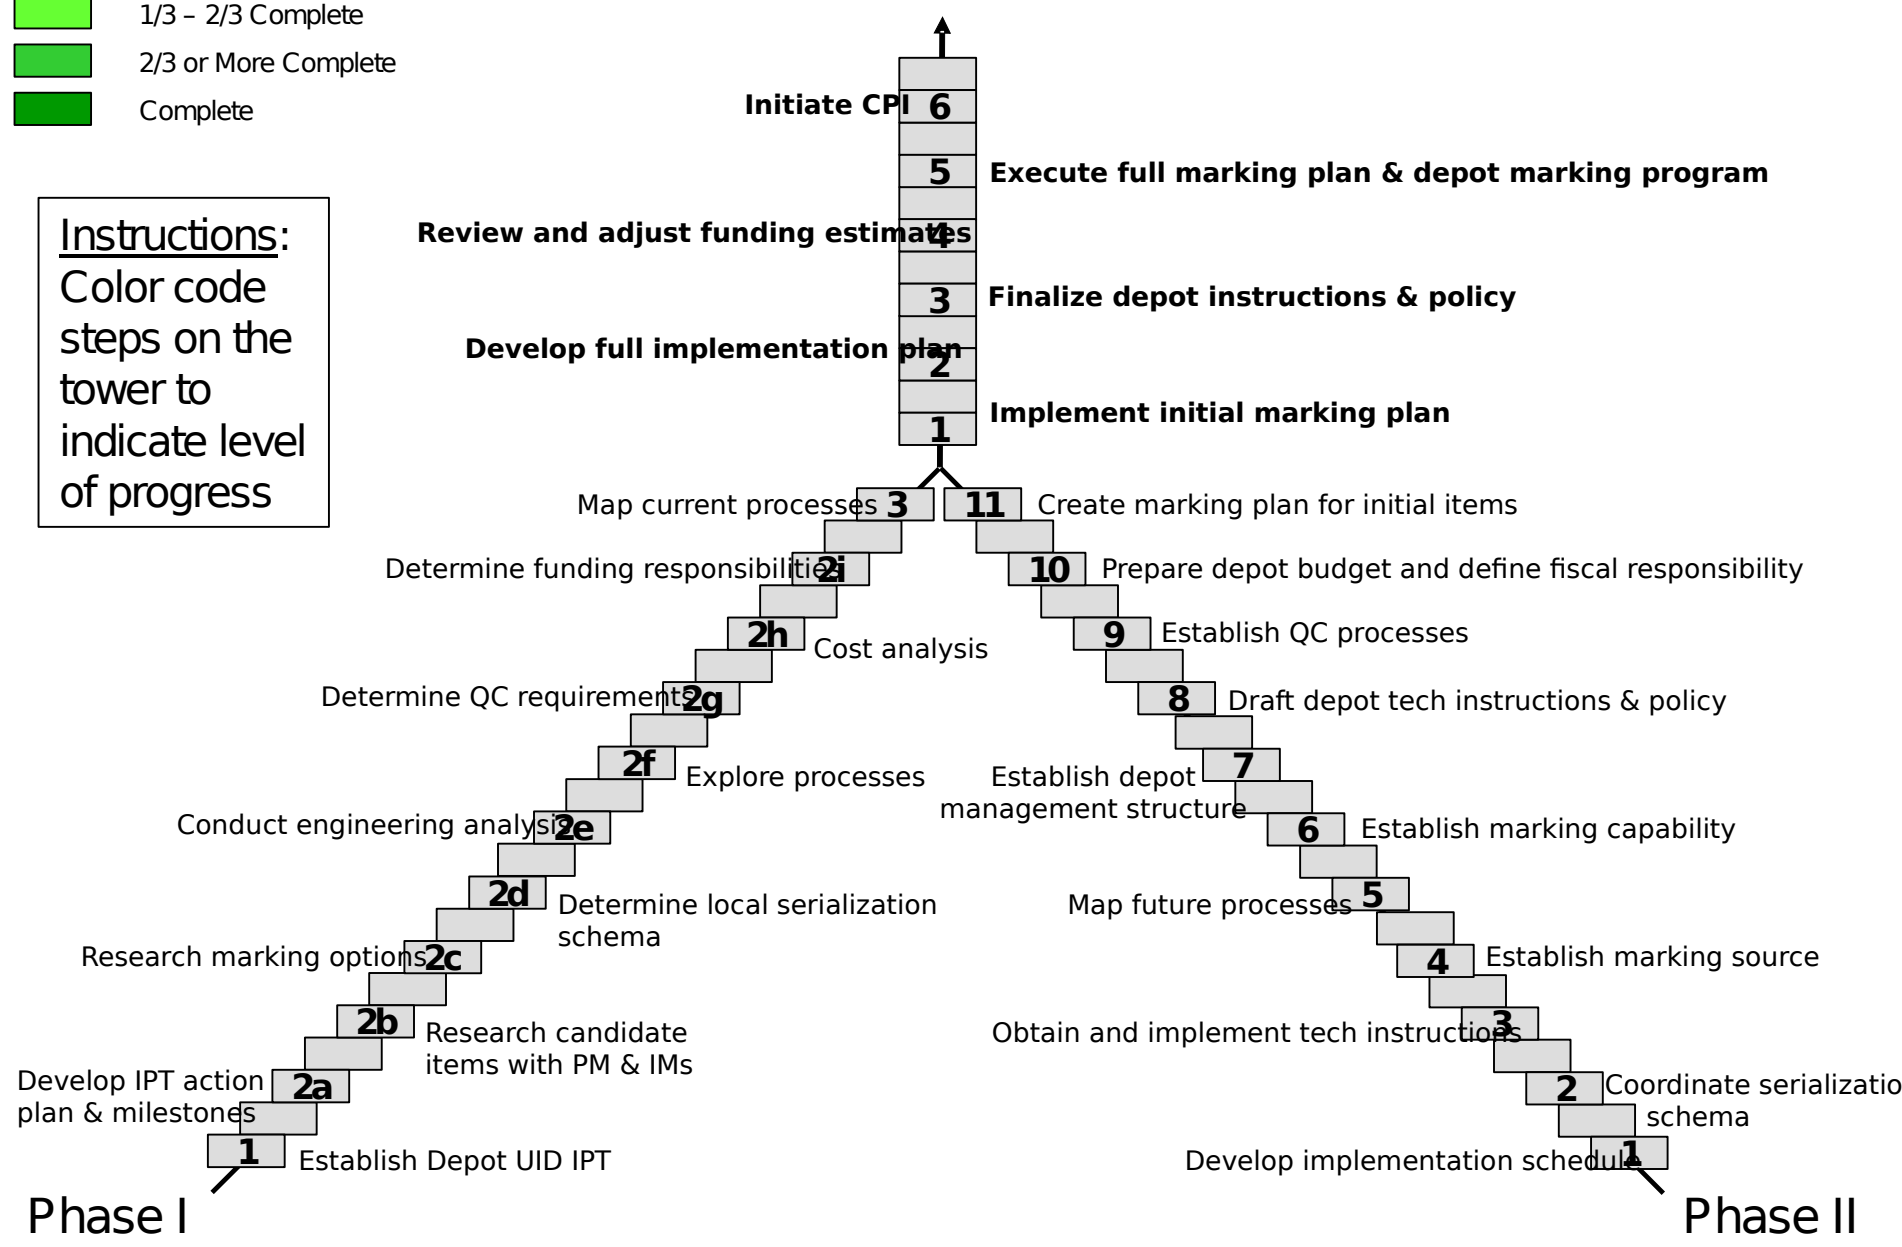 1/3 – 2/3 Complete
2/3 or More Complete
Complete
Instructions:
Color code
steps on the
tower to
indicate level
of progress
Initiate CPI 6
5 Execute full marking plan & depot marking program
Review and adjust funding estimates 4
3 Finalize depot instructions & policy
Develop full implementation plan 2
1 Implement initial marking plan
Map current processes 3
11 Create marking plan for initial items
Determine funding responsibilities 2i
10 Prepare depot budget and define fiscal responsibility
2h Cost analysis
9 Establish QC processes
Determine QC requirements 2g
8 Draft depot tech instructions & policy
2f Explore processes
7
Establish depot
management structure
Conduct engineering analysis 2e
6 Establish marking capability
2d
Determine local serialization
schema
Map future processes 5
Research marking options 2c
4 Establish marking source
2b
Research candidate
items with PM & IMs
Obtain and implement tech instructions 3
Develop IPT action
plan & milestones
2a
2
Coordinate serializatio
schema
1 Establish Depot UID IPT
Develop implementation schedule 1
Phase I
Phase II